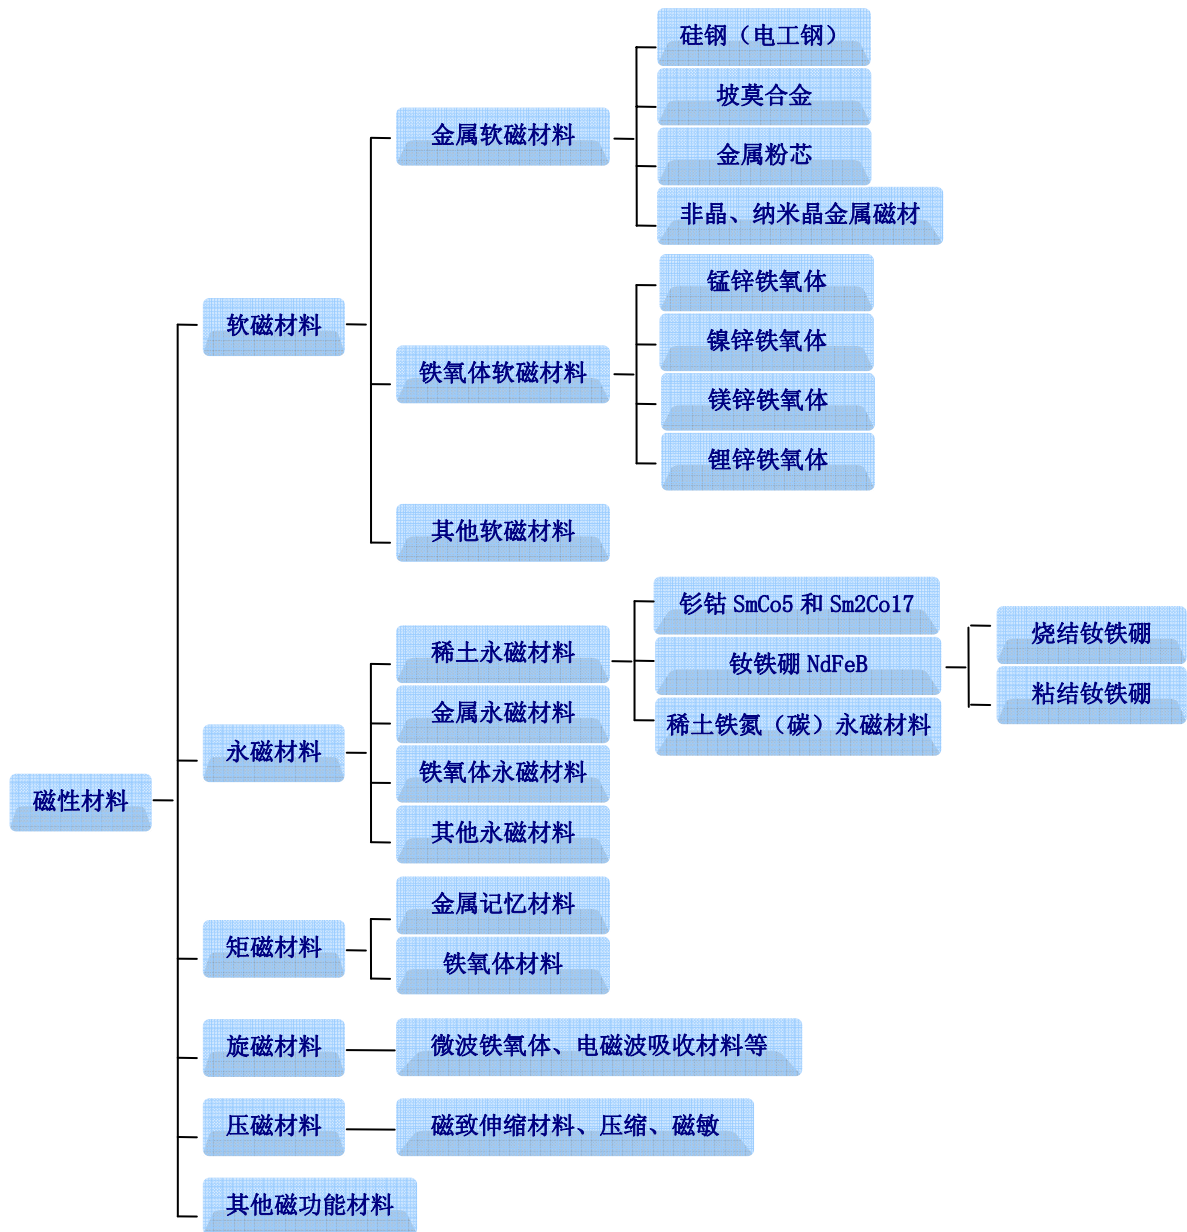 硅钢（电工钢）
坡莫合金
金属软磁材料
金属粉芯
非晶、纳米晶金属磁材
锰锌铁氧体
软磁材料
镍锌铁氧体
铁氧体软磁材料
镁锌铁氧体
锂锌铁氧体
其他软磁材料
钐钴 SmCo5 和 Sm2Co17
稀土永磁材料
钕铁硼 NdFeB
烧结钕铁硼
粘结钕铁硼
金属永磁材料
稀土铁氮（碳）永磁材料
永磁材料
铁氧体永磁材料
磁性材料
其他永磁材料
金属记忆材料
矩磁材料
铁氧体材料
旋磁材料
微波铁氧体、电磁波吸收材料等
压磁材料
磁致伸缩材料、压缩、磁敏
其他磁功能材料